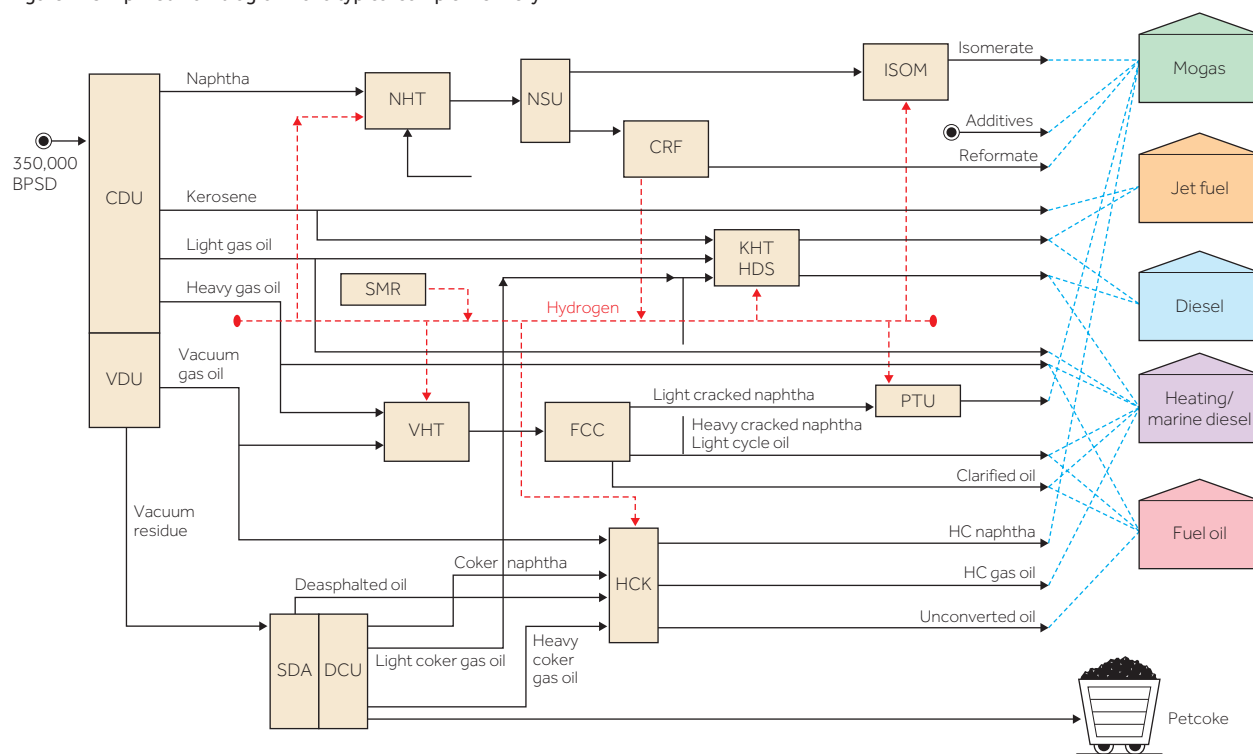 350,000
BPSD
CDU
VDU
Naphtha
Kerosene
Light gas oil
Heavy gas oil
Vacuum
gas oil
Vacuum
residue
NHT
NSU
CRF
ISOM
Isomerate
Additives
Reformate
KHT
HDS
SMR
Hydrogen
VHT
FCC
Light cracked naphtha
Heavy cracked naphtha
Light cycle oil
PTU
Clarified oil
HCK
HC naphtha
HC gas oil
Unconverted oil
Coker naphtha
Deasphalted oil
SDA
DCU
Light coker gas oil
Heavy
coker
gas oil
Mogas
Jet fuel
Diesel
Heating/
marine diesel
Fuel oil
Petcoke